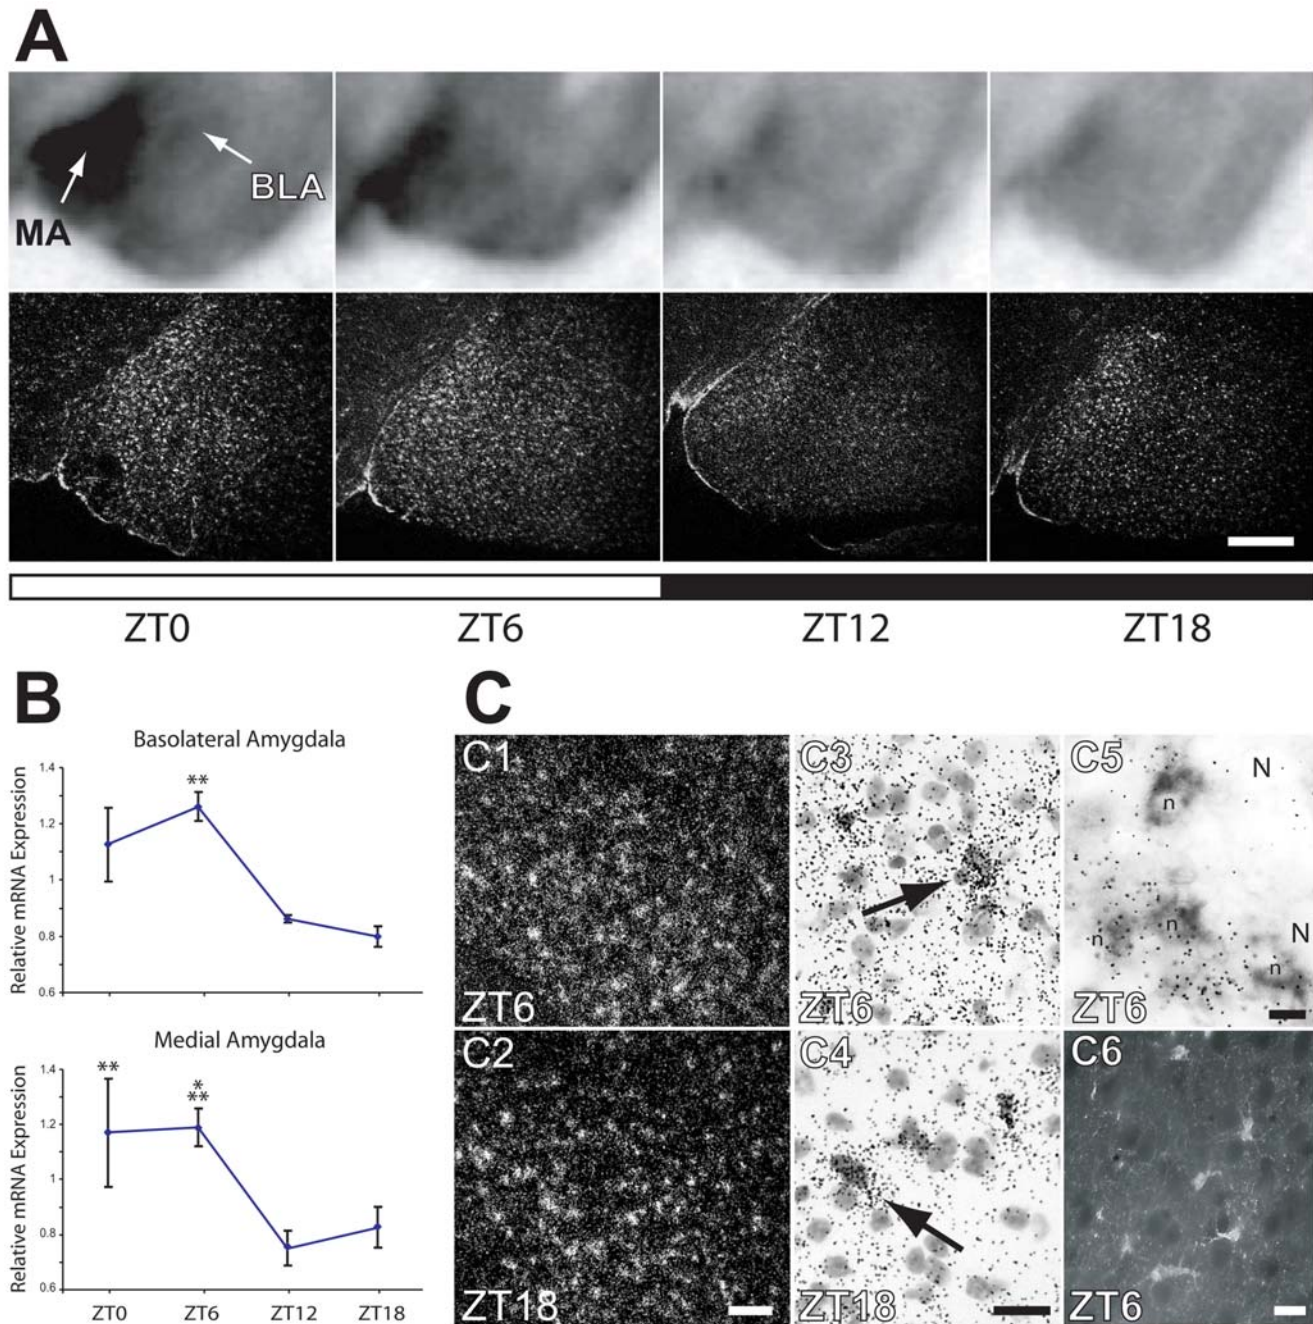 A
MA
BLA
ZT0 ZT6 ZT12 ZT18
B
Basolateral Amygdala
Relative mRNA Expression
1.4
1.2
1
0.8
0.6
**
Medial Amygdala
Relative mRNA Expression
1.4
1.2
1
0.8
0.6
**
*
**
ZT0 ZT6 ZT12 ZT18
C
C1
ZT6
C2
ZT18
C3
ZT6
C4
ZT18
C5
N
n
N
n
n
n
ZT6
C6
ZT6